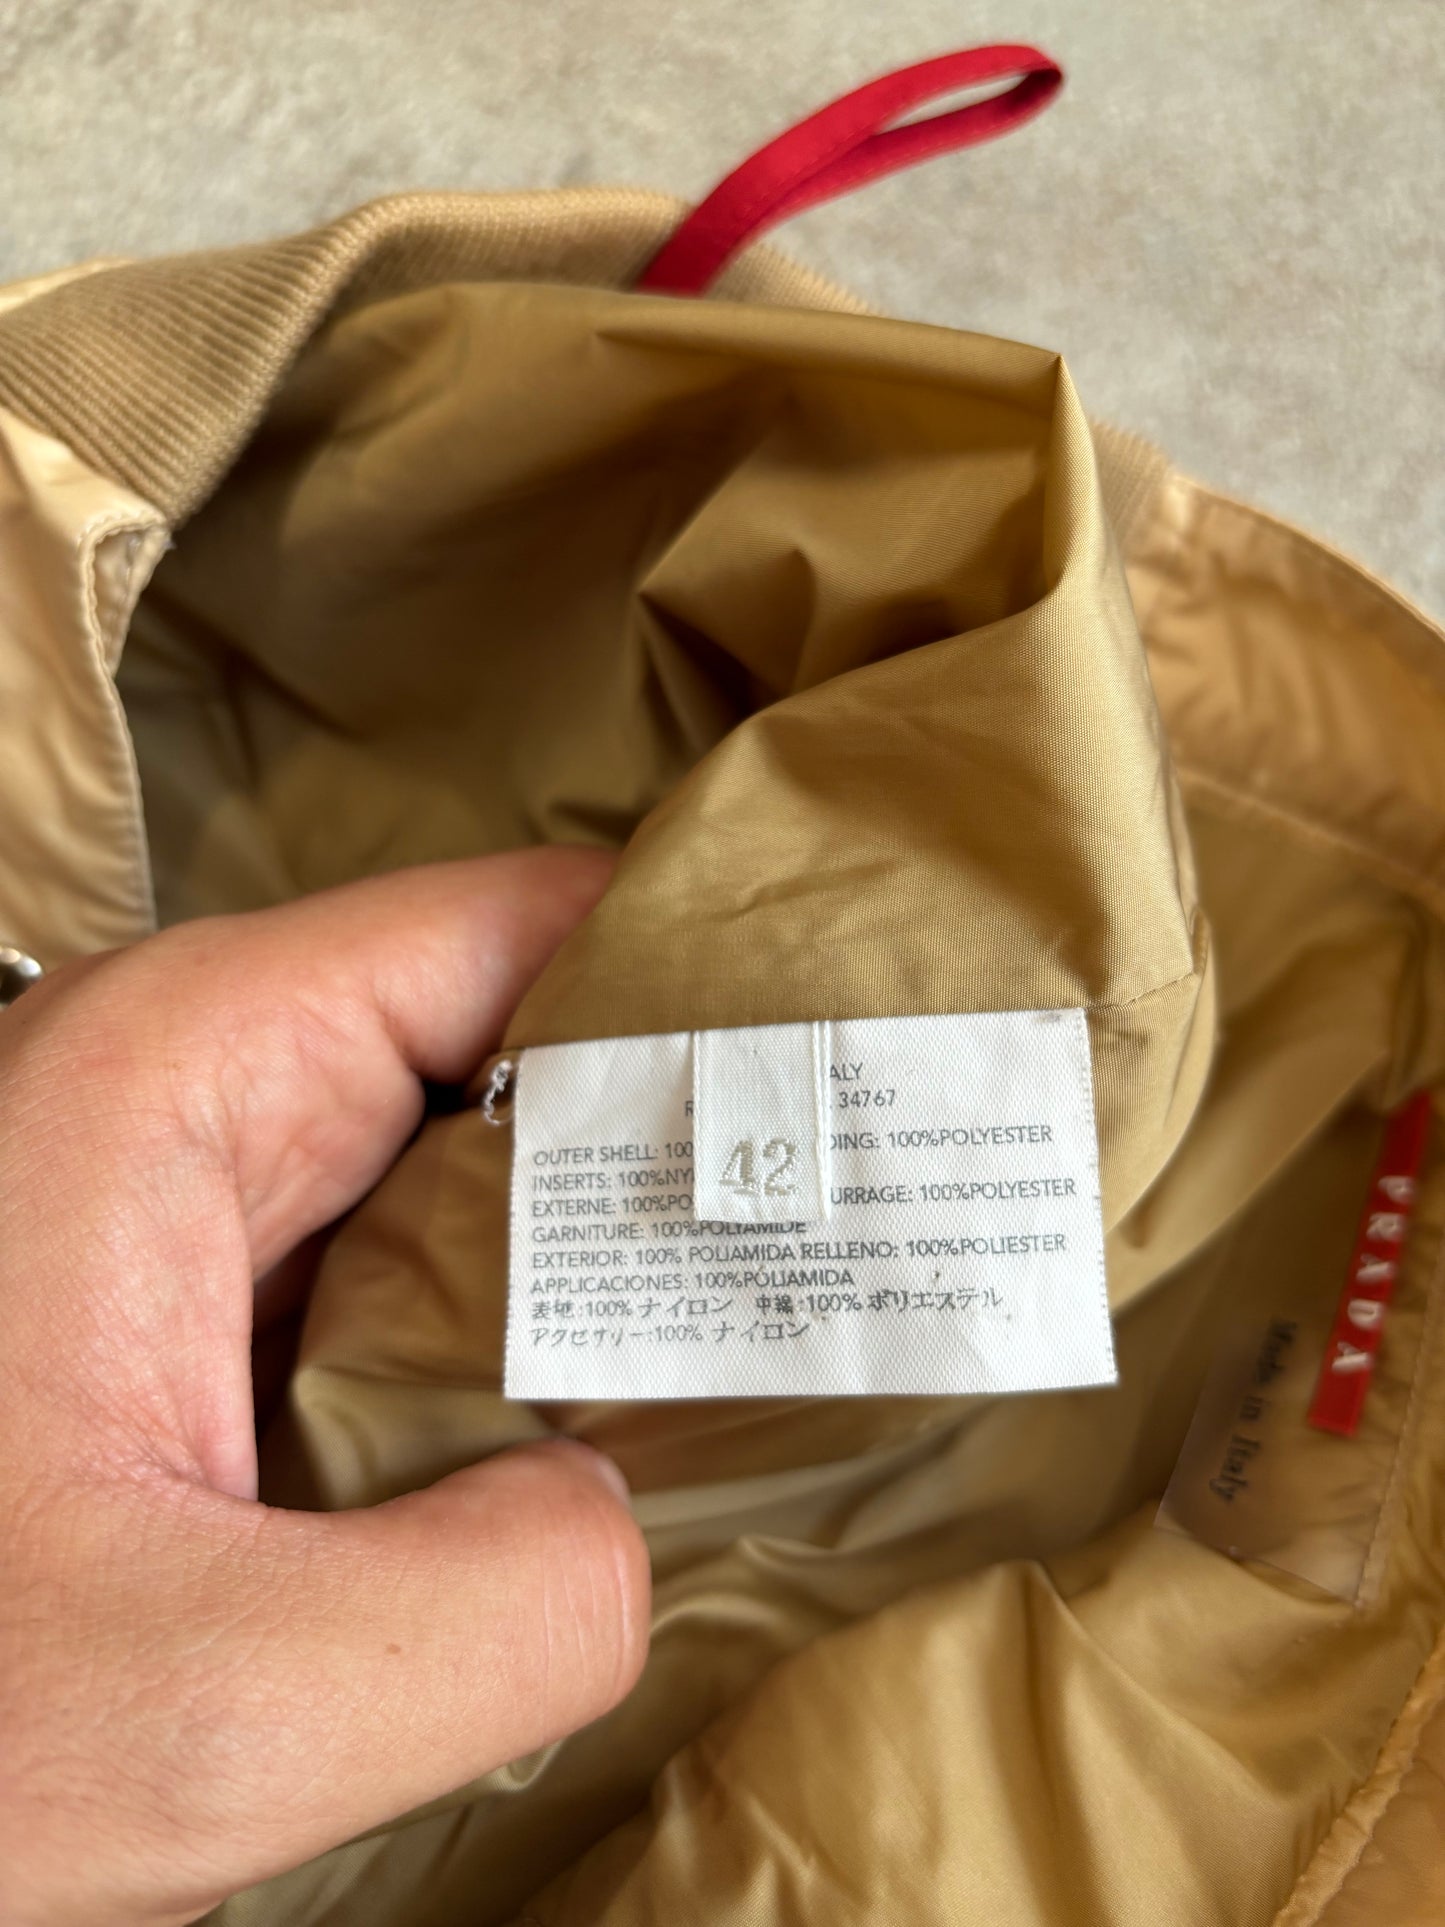 ALY
34767
OUTER SHELL: 100 DING: 100%POLYESTER
INSERTS: 100%NY
EXTERNE: 100%PO URRAGE: 100%POLYESTER
GARNITURE: 100%POLYAMIDE
EXTERIOR: 100% POLIAMIDA RELLENO: 100%POLIESTER
APPLICACIONES: 100%POLIAMIDA
表地:100% ナイロン 中綿:100% ポリエステル
アクセサリー:100% ナイロン
42
PRADA
Made in Italy